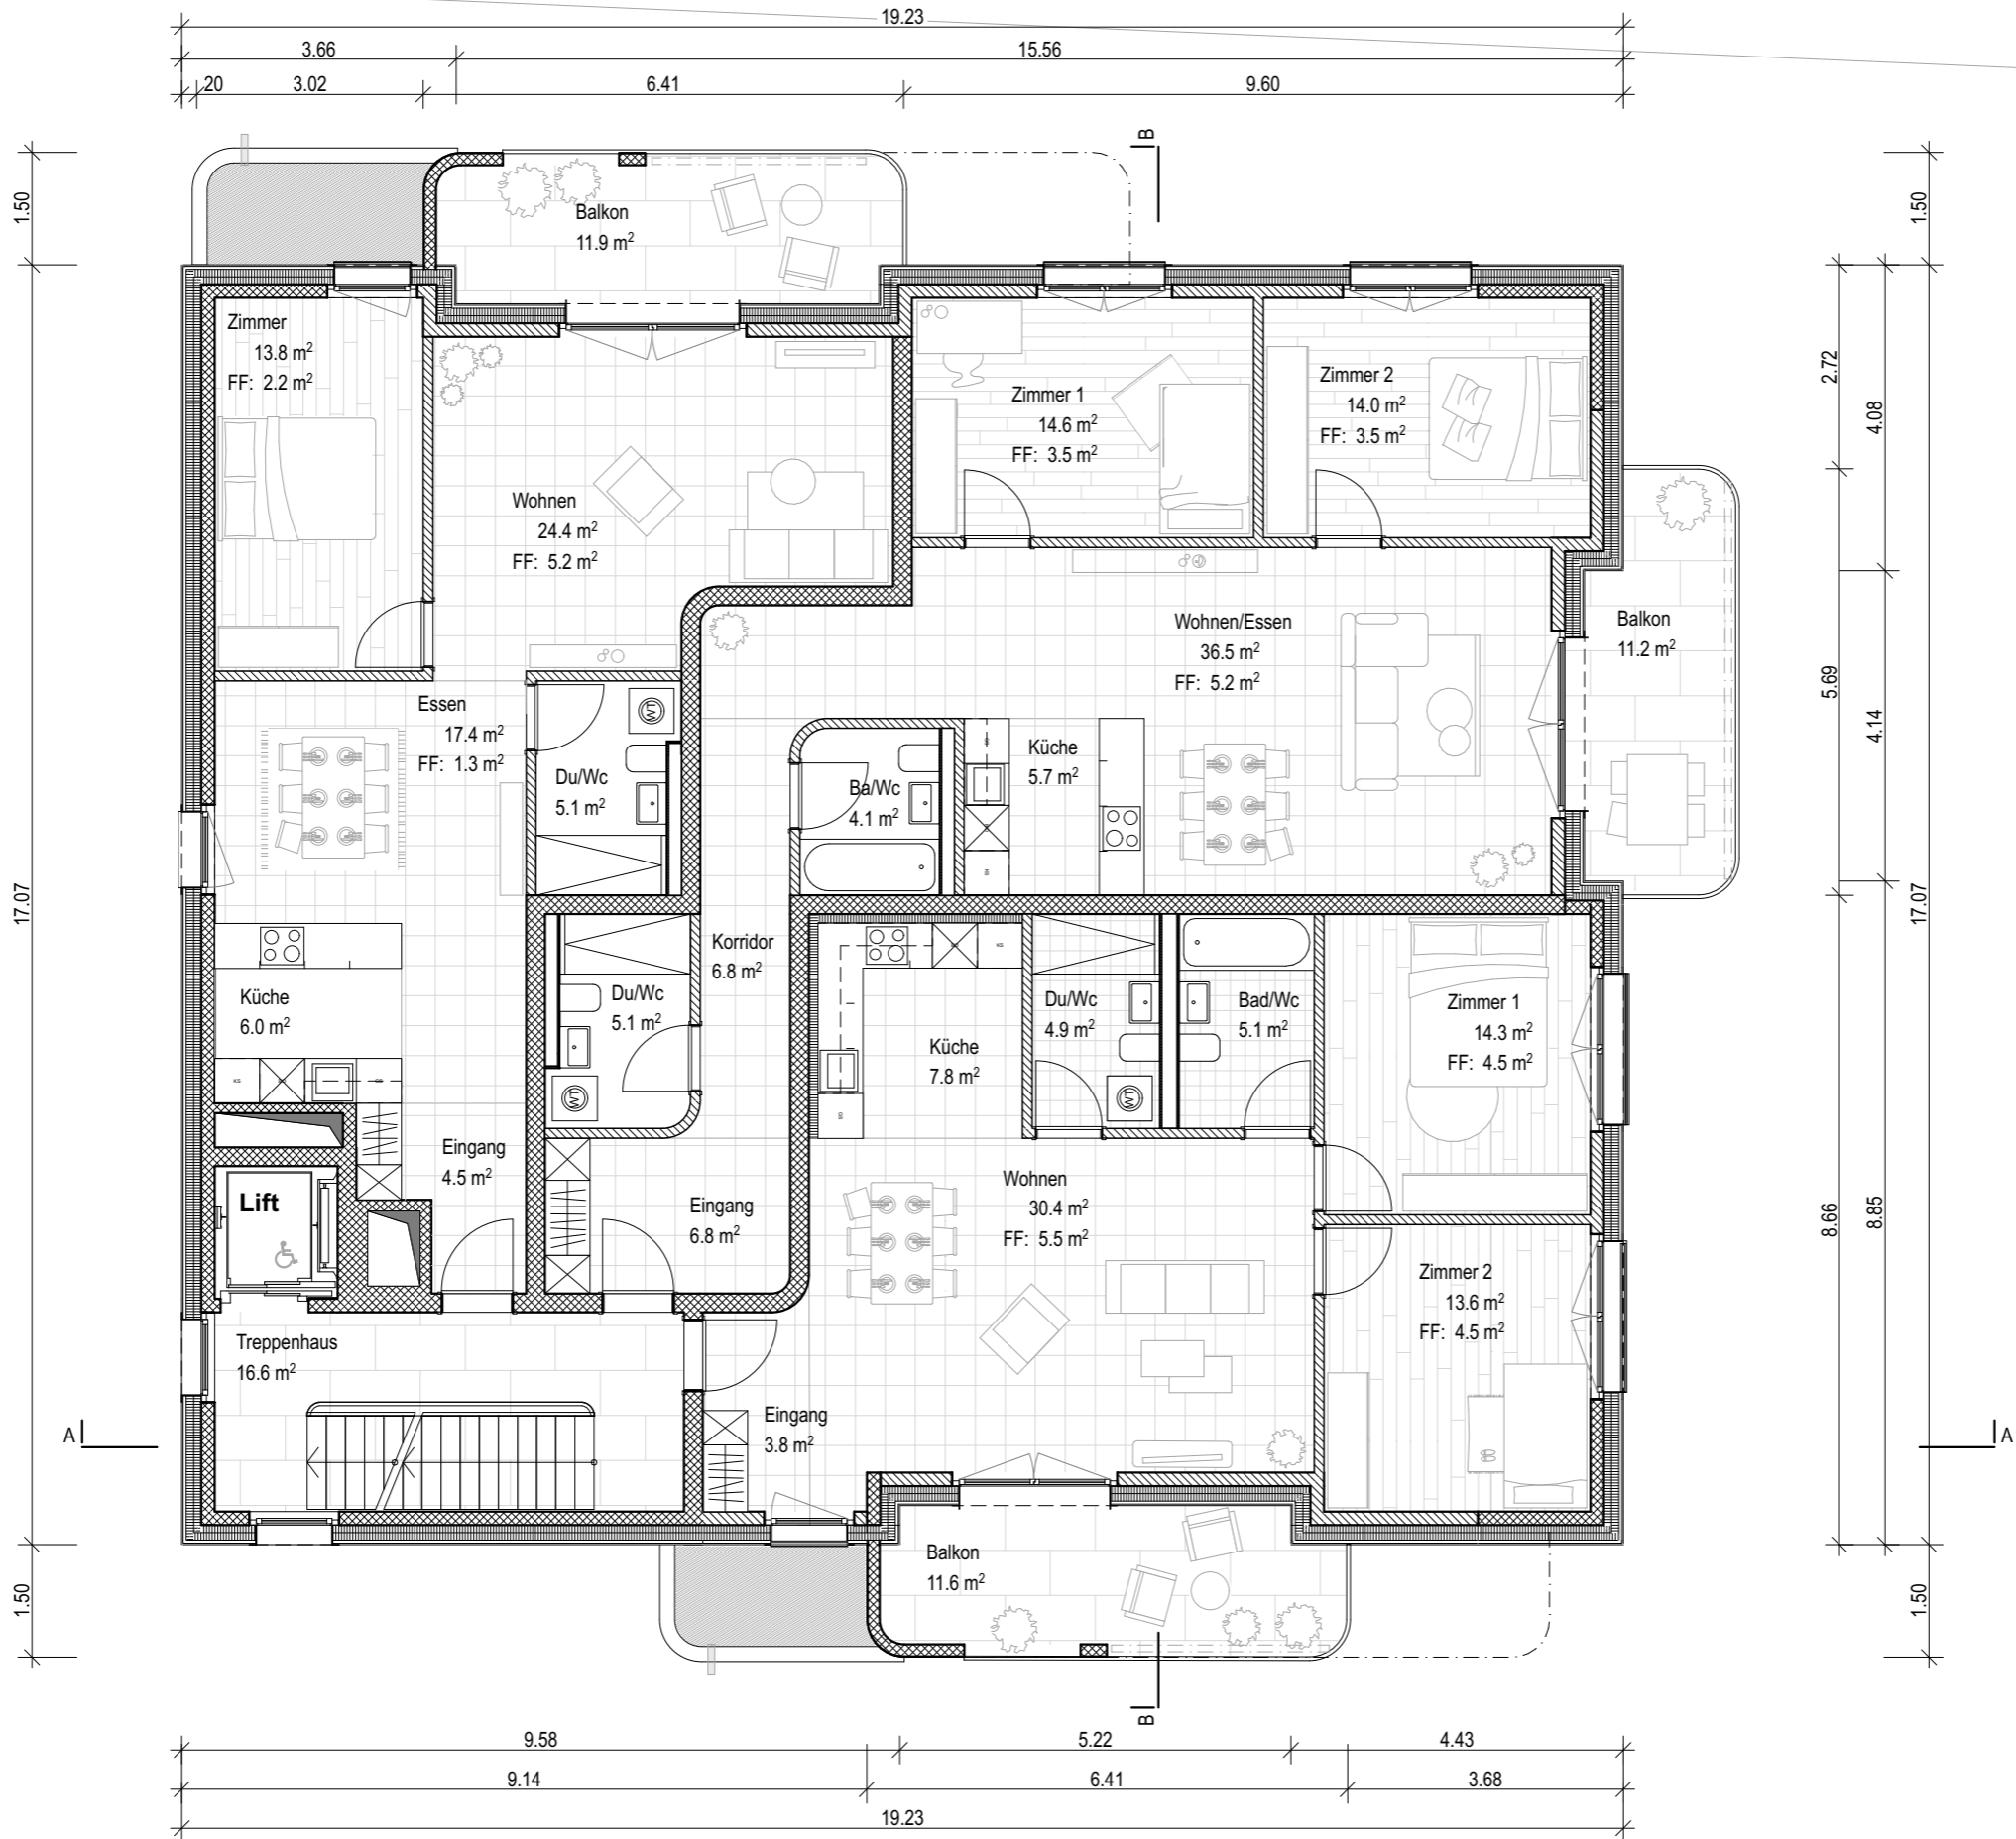 19.23
3.66
15.56
20
3.02
6.41
9.60
B
1.50
1.50
Balkon
11.9 m²
Zimmer
13.8 m²
FF: 2.2 m²
Zimmer 1
14.6 m²
FF: 3.5 m²
Zimmer 2
14.0 m²
FF: 3.5 m²
2.72
4.08
Wohnen
24.4 m²
FF: 5.2 m²
Wohnen/Essen
36.5 m²
FF: 5.2 m²
Balkon
11.2 m²
Essen
17.4 m²
FF: 1.3 m²
WT
Du/Wc
5.1 m²
Ba/Wc
4.1 m²
Küche
5.7 m²
5.69
4.14
17.07
17.07
Korridor
6.8 m²
Küche
6.0 m²
Du/Wc
5.1 m²
WT
Küche
7.8 m²
KS
KS
Du/Wc
4.9 m²
WT
Bad/Wc
5.1 m²
Zimmer 1
14.3 m²
FF: 4.5 m²
Eingang
4.5 m²
Lift
Eingang
6.8 m²
Wohnen
30.4 m²
FF: 5.5 m²
8.66
8.85
Zimmer 2
13.6 m²
FF: 4.5 m²
Treppenhaus
16.6 m²
Eingang
3.8 m²
A
A
Balkon
11.6 m²
1.50
1.50
B
9.58
5.22
4.43
9.14
6.41
3.68
19.23